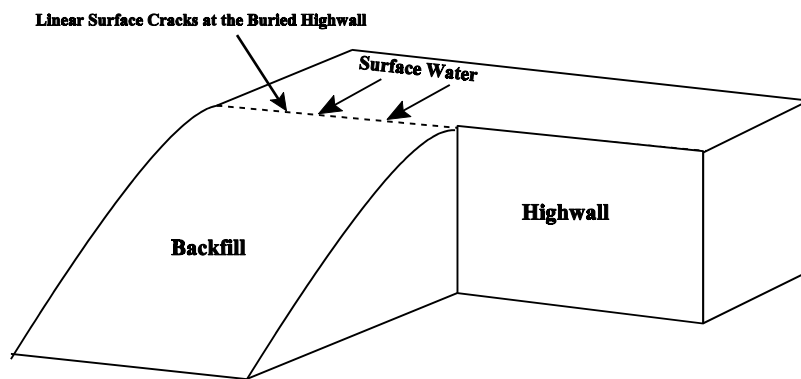 Linear Surface Cracks at the Buried Highwall
Surface Water
Backfill
Highwall